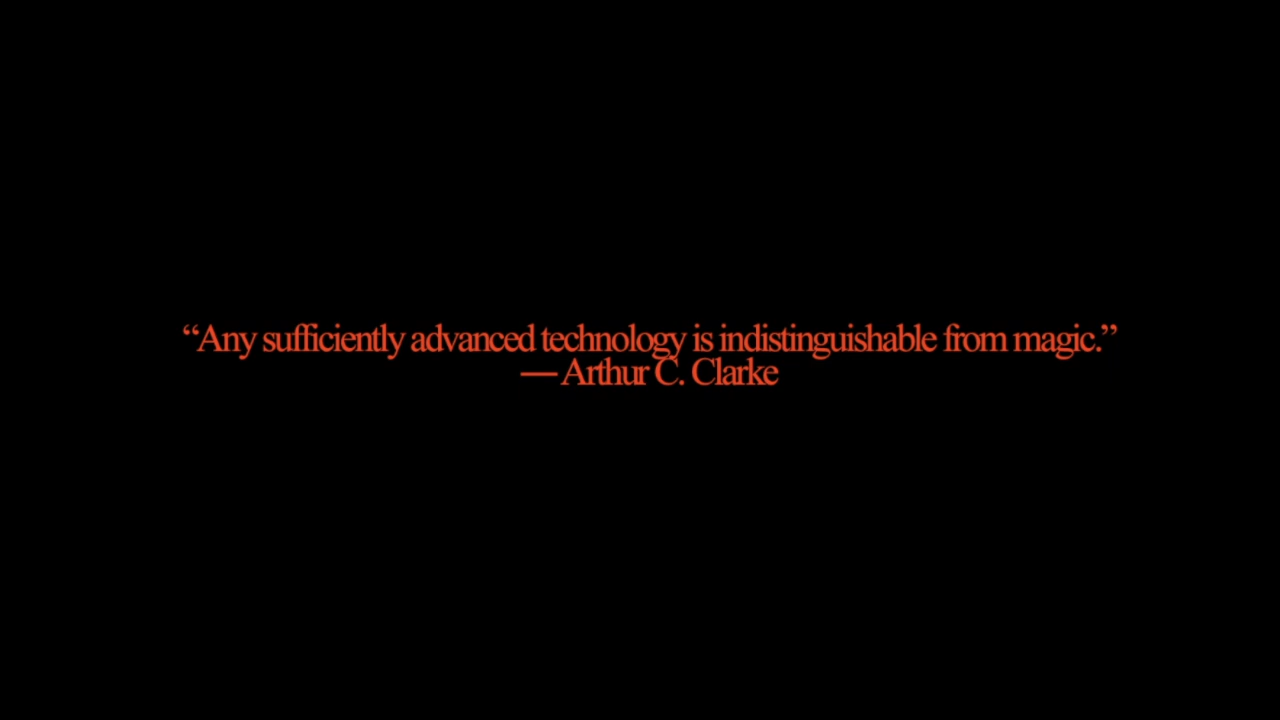 “Any sufficiently advanced technology is indistinguishable from magic.”
— Arthur C. Clarke